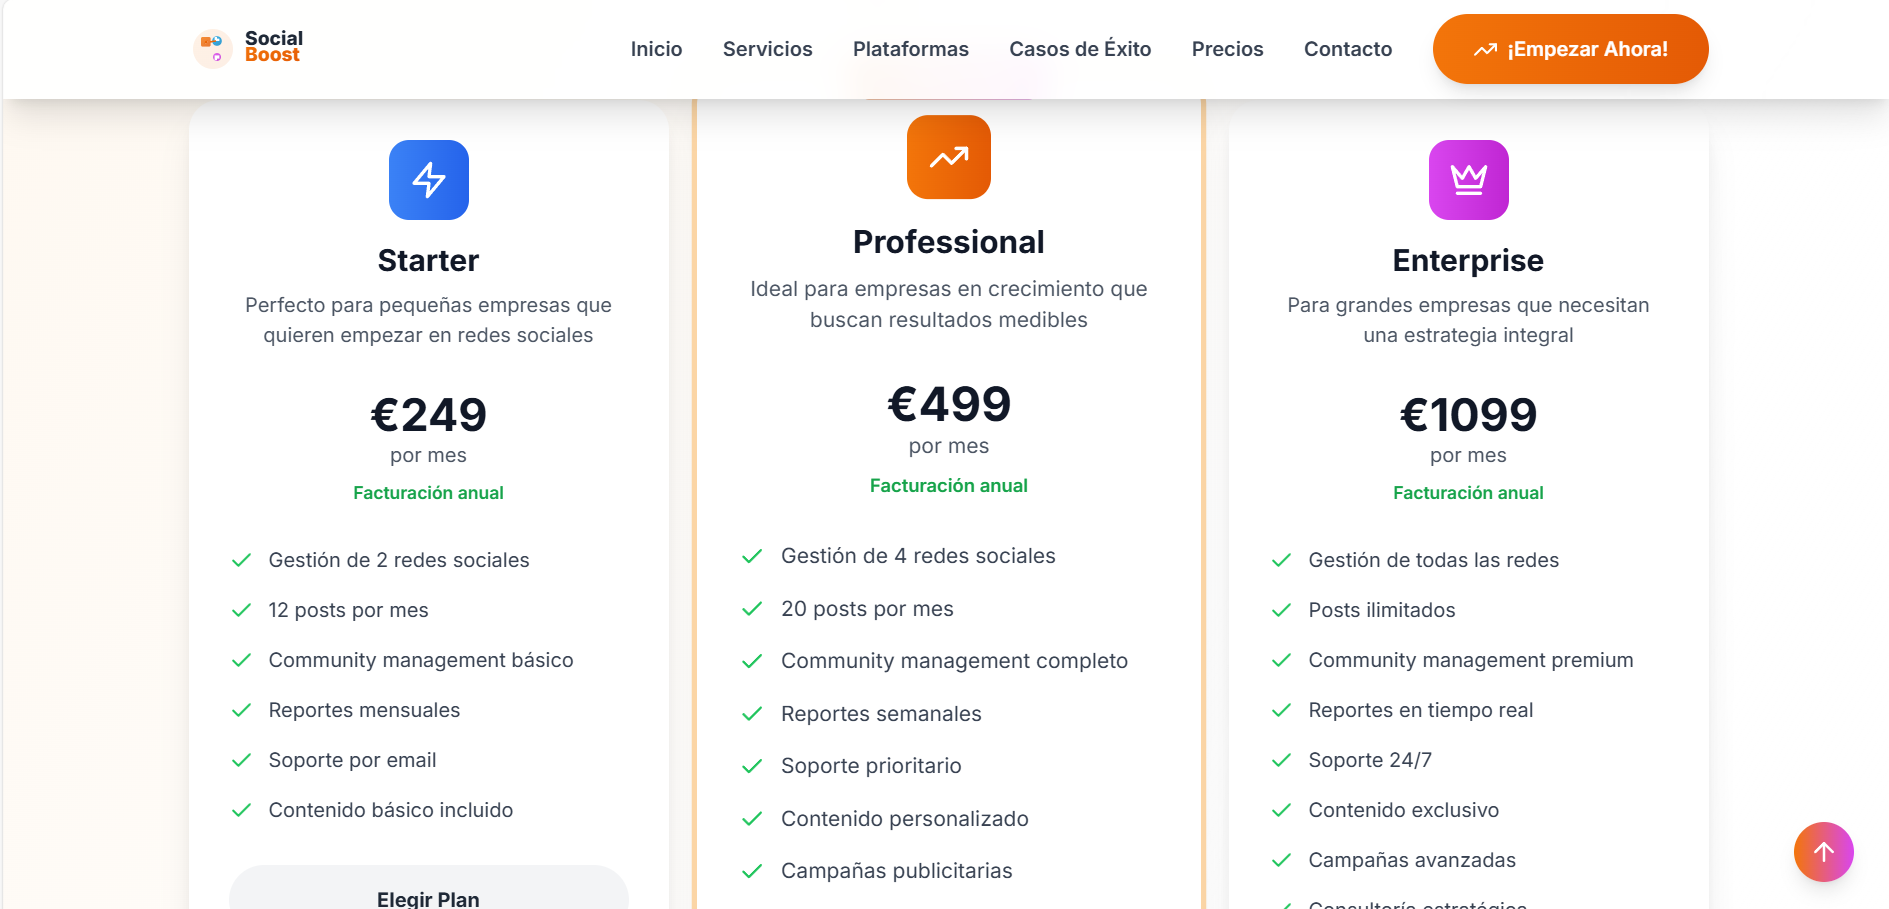 Social
Boost
Inicio
Servicios
Plataformas
Casos de Éxito
Precios
Contacto
¡Empezar Ahora!
Starter
Perfecto para pequeñas empresas que
quieren empezar en redes sociales
€249
por mes
Facturación anual
Gestión de 2 redes sociales
12 posts por mes
Community management básico
Reportes mensuales
Soporte por email
Contenido básico incluido
Elegir Plan
Professional
Ideal para empresas en crecimiento que
buscan resultados medibles
€499
por mes
Facturación anual
Gestión de 4 redes sociales
20 posts por mes
Community management completo
Reportes semanales
Soporte prioritario
Contenido personalizado
Campañas publicitarias
Enterprise
Para grandes empresas que necesitan
una estrategia integral
€1099
por mes
Facturación anual
Gestión de todas las redes
Posts ilimitados
Community management premium
Reportes en tiempo real
Soporte 24/7
Contenido exclusivo
Campañas avanzadas
Consultoría estratégica